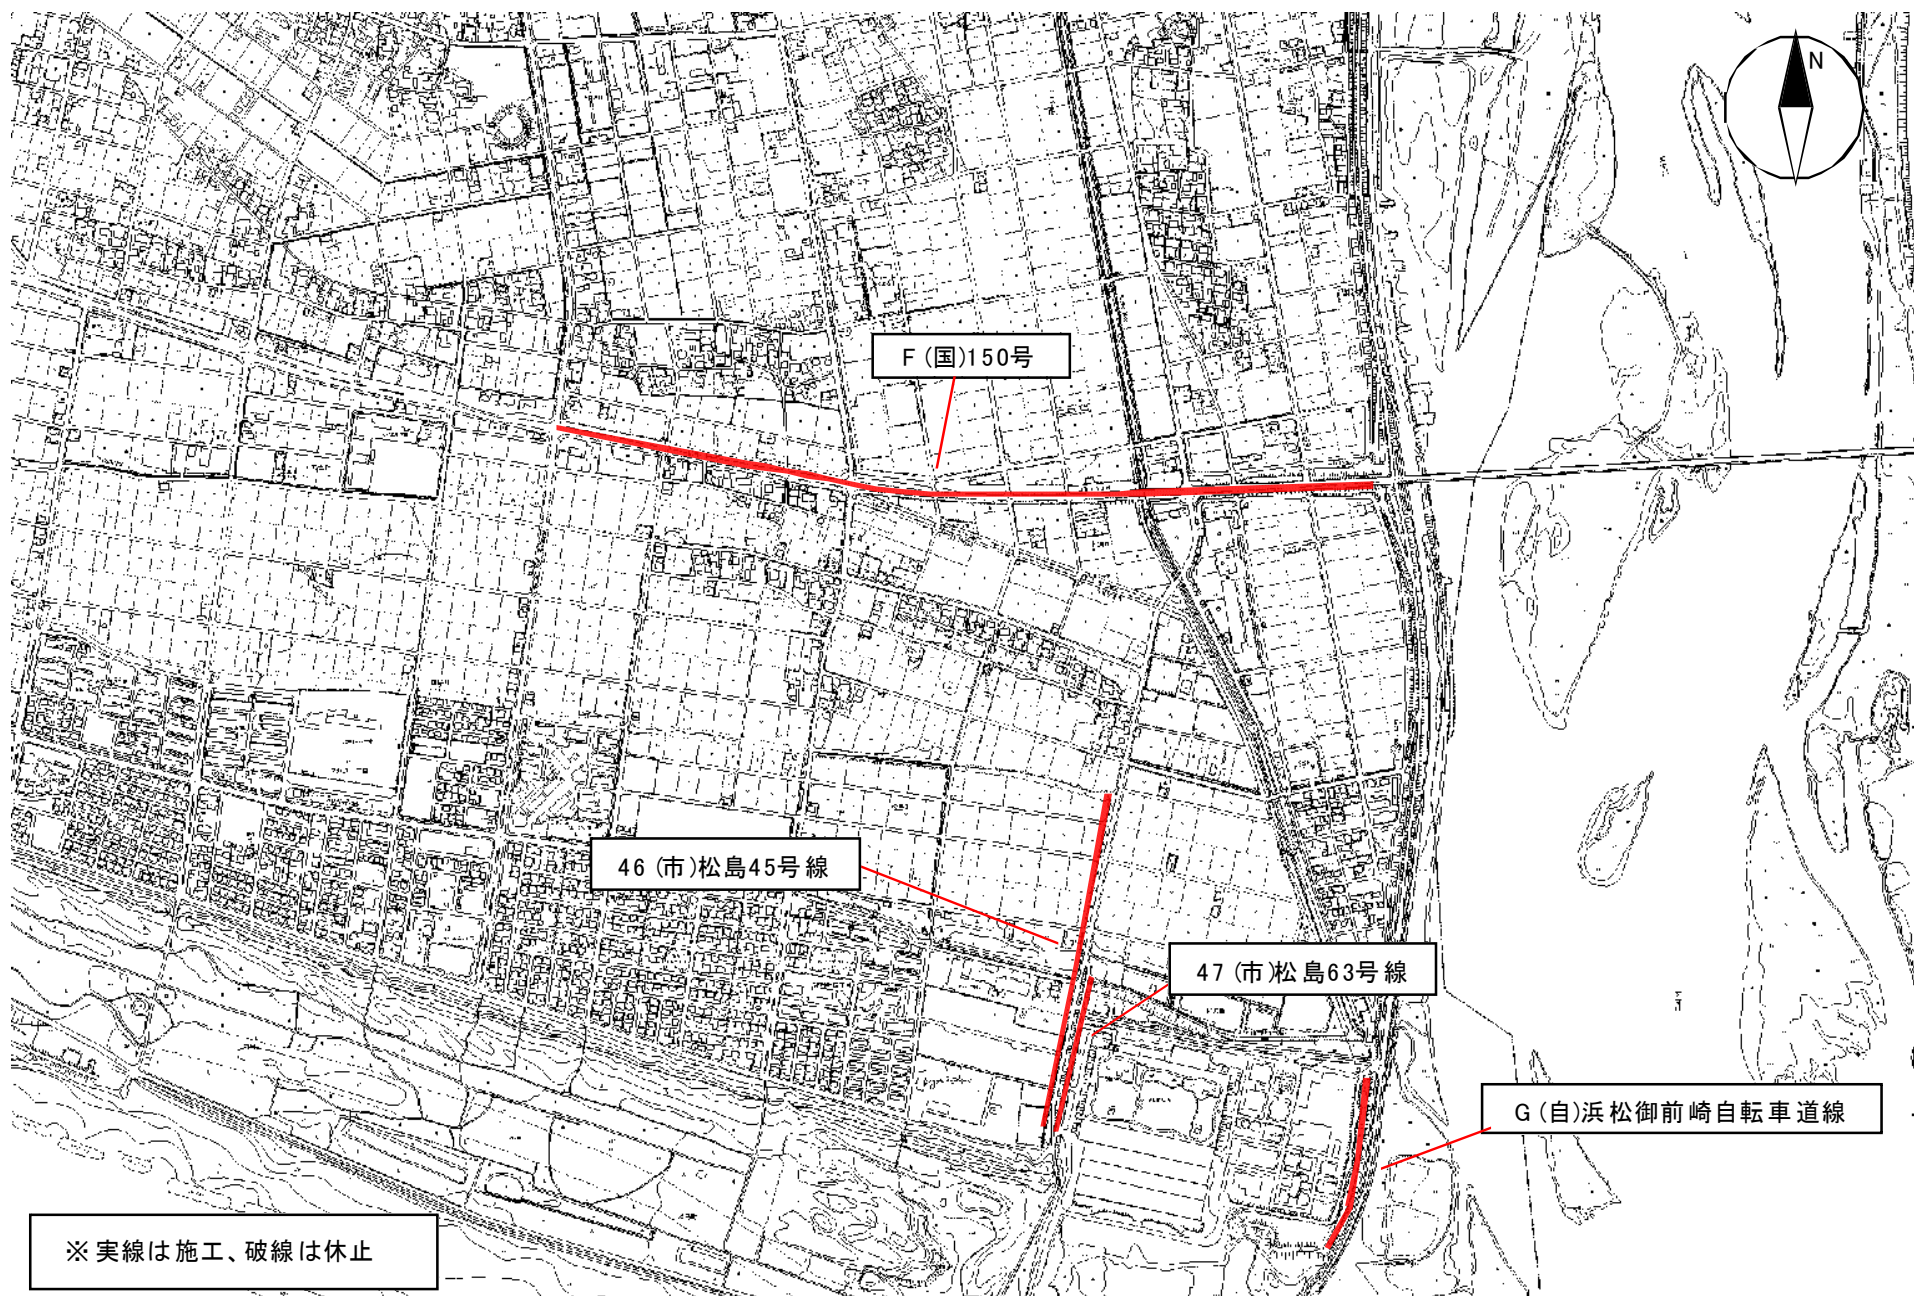 N
F (国)150号
46 (市)松島45号線
47 (市)松島63号線
G (自)浜松御前崎自転車道線
※実線は施工、破線は休止